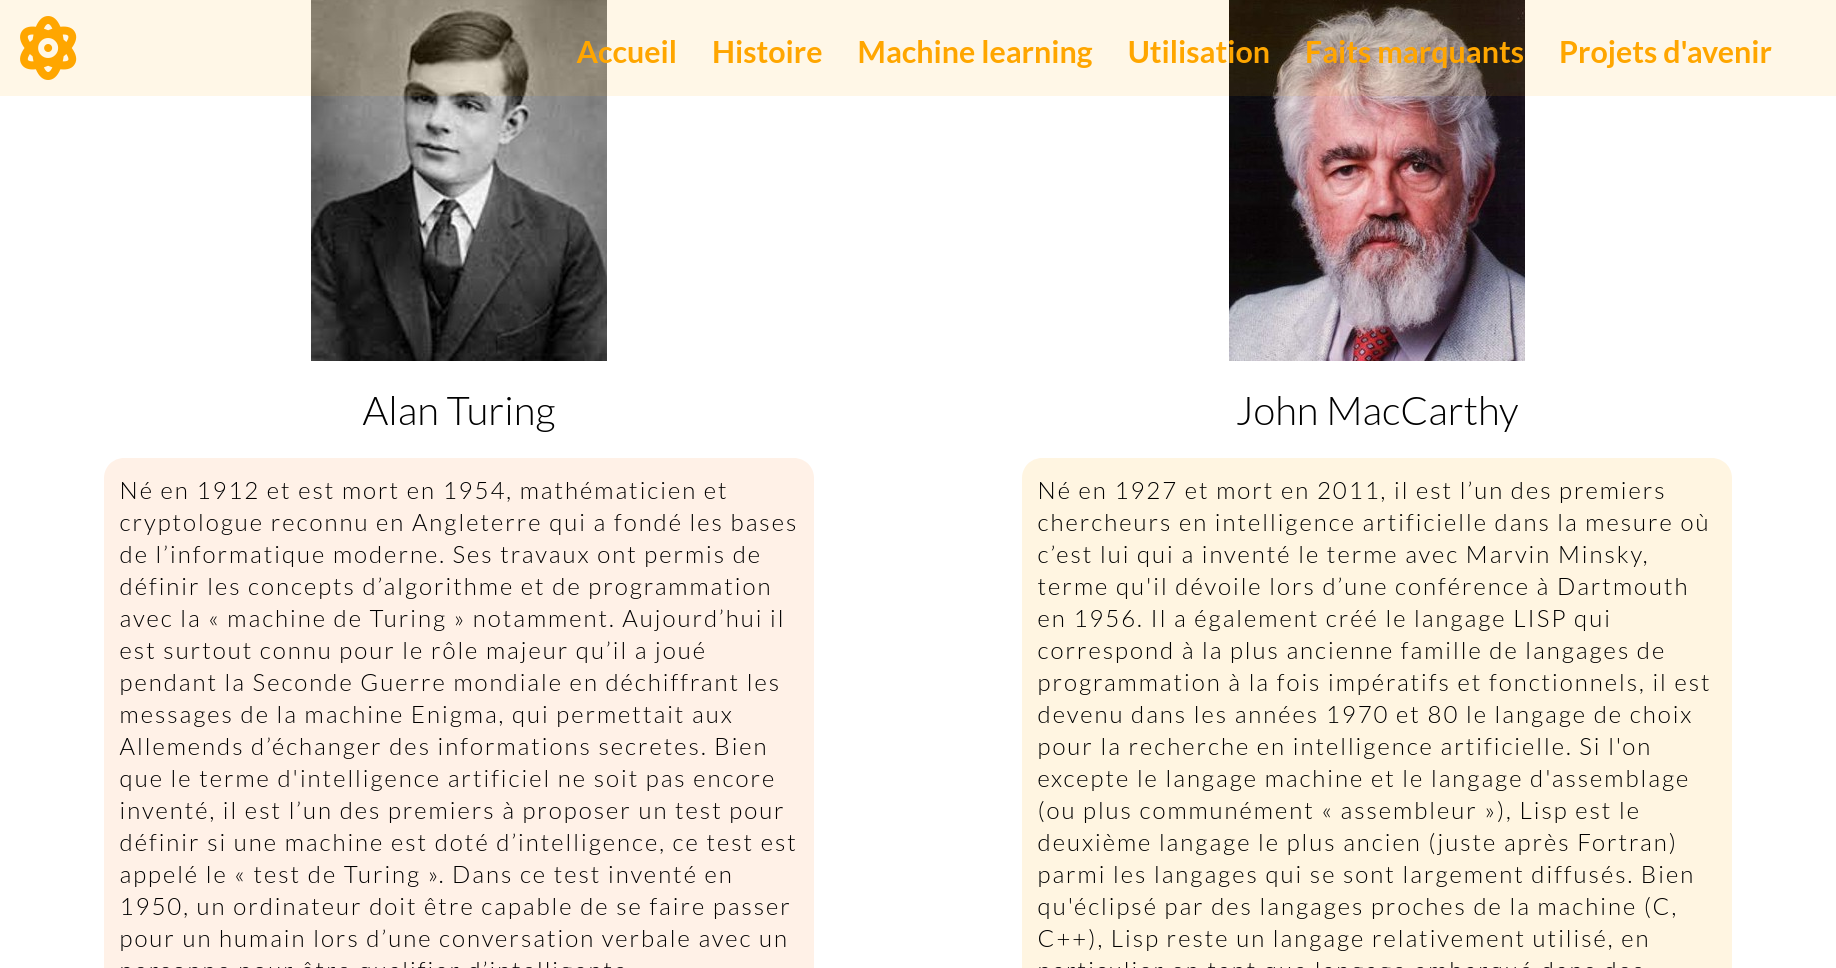 Accueil Histoire Machine learning Utilisation Faits marquants Projets d'avenir
Alan Turing
Né en 1912 et est mort en 1954, mathématicien et
cryptologue reconnu en Angleterre qui a fondé les bases
de l’informatique moderne. Ses travaux ont permis de
définir les concepts d’algorithme et de programmation
avec la « machine de Turing » notamment. Aujourd’hui il
est surtout connu pour le rôle majeur qu’il a joué
pendant la Seconde Guerre mondiale en déchiffrant les
messages de la machine Enigma, qui permettait aux
Allemends d’échanger des informations secretes. Bien
que le terme d'intelligence artificiel ne soit pas encore
inventé, il est l’un des premiers à proposer un test pour
définir si une machine est doté d’intelligence, ce test est
appelé le « test de Turing ». Dans ce test inventé en
1950, un ordinateur doit être capable de se faire passer
pour un humain lors d’une conversation verbale avec un
personne pour être qualifier d’intelligente.
John MacCarthy
Né en 1927 et mort en 2011, il est l’un des premiers
chercheurs en intelligence artificielle dans la mesure où
c’est lui qui a inventé le terme avec Marvin Minsky,
terme qu'il dévoile lors d’une conférence à Dartmouth
en 1956. Il a également créé le langage LISP qui
correspond à la plus ancienne famille de langages de
programmation à la fois impératifs et fonctionnels, il est
devenu dans les années 1970 et 80 le langage de choix
pour la recherche en intelligence artificielle. Si l'on
excepte le langage machine et le langage d'assemblage
(ou plus communément « assembleur »), Lisp est le
deuxième langage le plus ancien (juste après Fortran)
parmi les langages qui se sont largement diffusés. Bien
qu'éclipsé par des langages proches de la machine (C,
C++), Lisp reste un langage relativement utilisé, en
particulier en tant que langage embarqué dans des